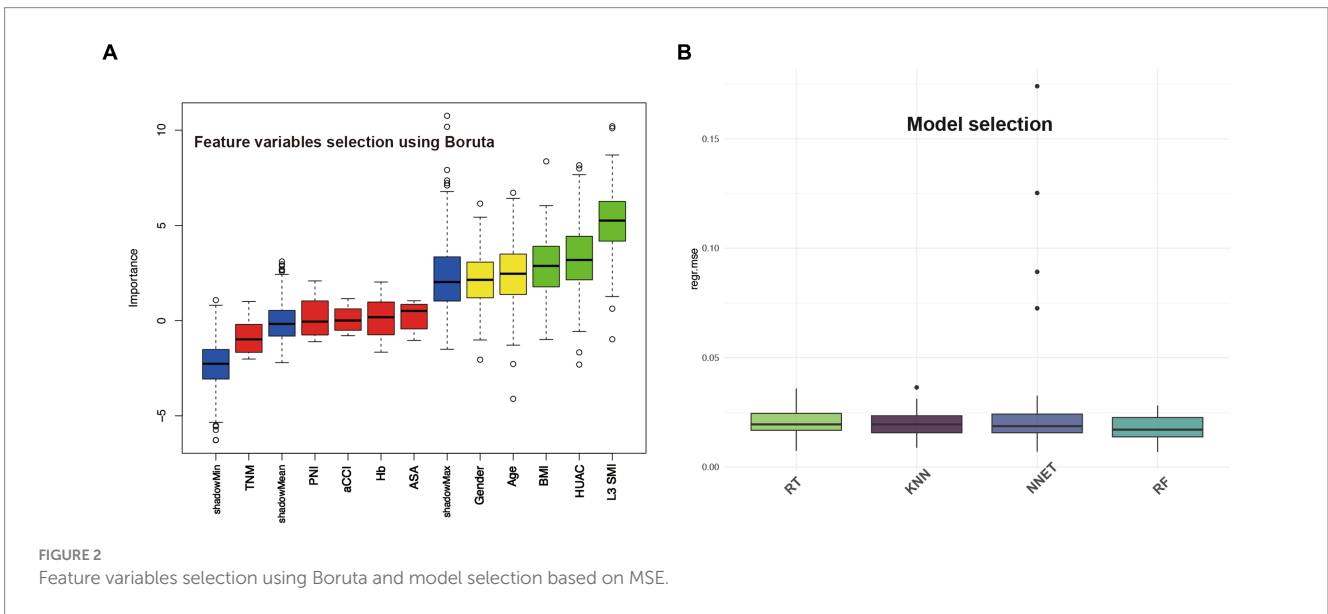 A
Feature variables selection using Boruta
Importance
10
5
0
−5
shadowMin
TNM
shadowMean
PNI
aCCI
Hb
ASA
shadowMax
Gender
Age
BMI
HUAC
L3 SMI
B
Model selection
regr.mse
0.15
0.10
0.05
0.00
RT
KNN
NNET
RF
FIGURE 2
Feature variables selection using Boruta and model selection based on MSE.